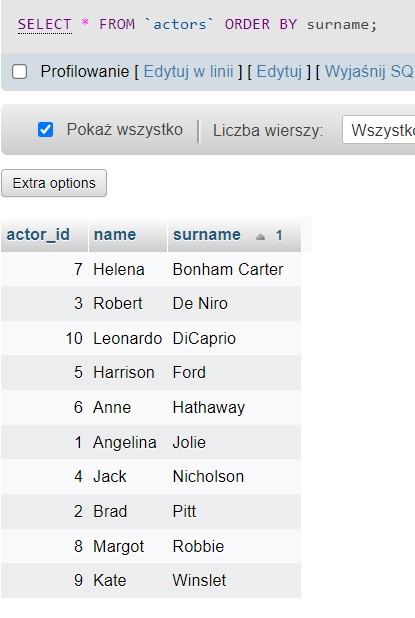 SELECT * FROM `actors` ORDER BY surname;
Profilowanie [ Edytuj w linii ] [ Edytuj ] [ Wyjaśnij SQ
Pokaż wszystko Liczba wierszy: Wszystko
Extra options
actor_id name surname 1
7 Helena Bonham Carter
3 Robert De Niro
10 Leonardo DiCaprio
5 Harrison Ford
6 Anne Hathaway
1 Angelina Jolie
4 Jack Nicholson
2 Brad Pitt
8 Margot Robbie
9 Kate Winslet